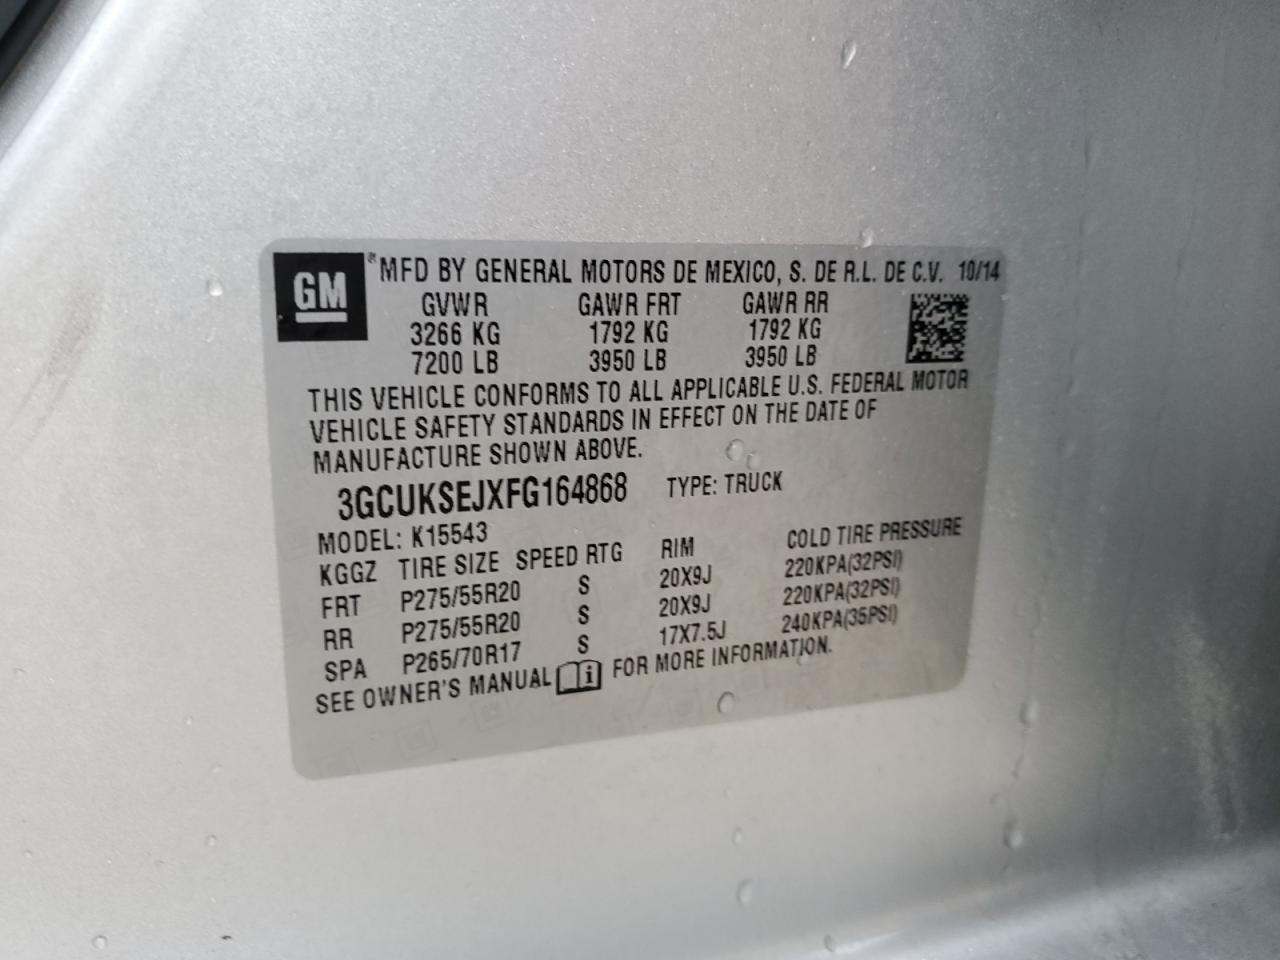 GM
® MFD BY GENERAL MOTORS DE MEXICO, S. DE R.L. DE C.V. 10/14
GVWR GAWR FRT GAWR RR
3266 KG 1792 KG 1792 KG
7200 LB 3950 LB 3950 LB
THIS VEHICLE CONFORMS TO ALL APPLICABLE U.S. FEDERAL MOTOR
VEHICLE SAFETY STANDARDS IN EFFECT ON THE DATE OF
MANUFACTURE SHOWN ABOVE.
3GCUKSEJXFG164868 TYPE: TRUCK
MODEL: K15543
KGGZ TIRE SIZE SPEED RTG RIM COLD TIRE PRESSURE
FRT P275/55R20 S 20X9J 220KPA(32PSI)
RR P275/55R20 S 20X9J 220KPA(32PSI)
SPA P265/70R17 S 17X7.5J 240KPA(35PSI)
SEE OWNER'S MANUAL i FOR MORE INFORMATION.